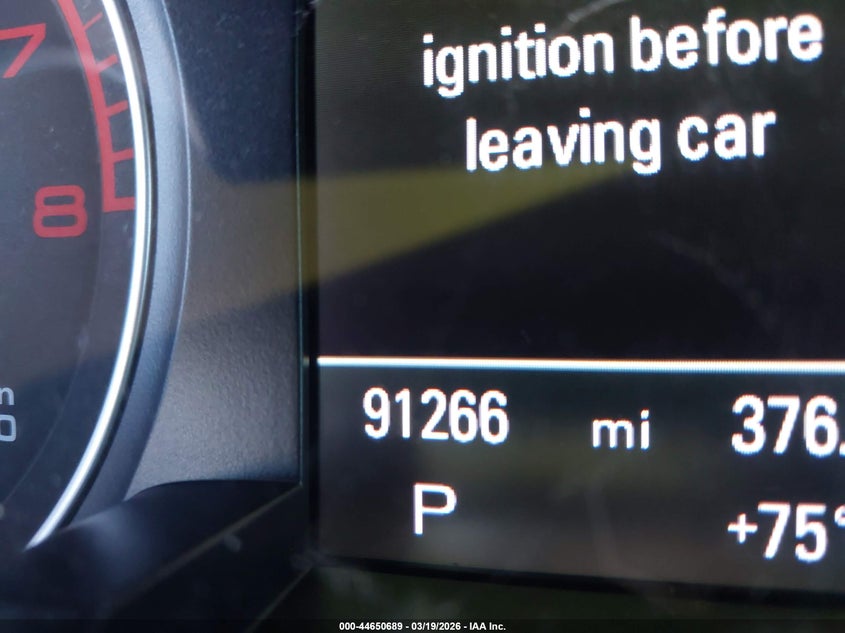 7
8
ignition before
leaving car
91266 mi 376.
P +75°
000-44650689 - 03/19/2026 - IAA Inc.